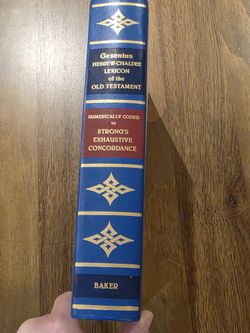 Gesenius
HEBREW-CHALDEE
LEXICON
of the
OLD TESTAMENT
NUMERICALLY CODED
to
STRONG'S
EXHAUSTIVE
CONCORDANCE
BAKER